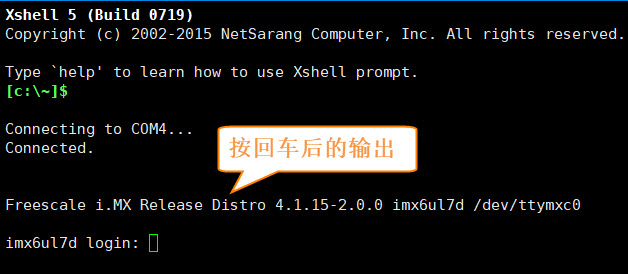 Xshell 5 (Build 0719)
Copyright (c) 2002-2015 NetSarang Computer, Inc. All rights reserved.
Type `help' to learn how to use Xshell prompt.
[c:\~]$
Connecting to COM4...
Connected.
按回车后的输出
Freescale i.MX Release Distro 4.1.15-2.0.0 imx6ul7d /dev/ttymxc0
imx6ul7d login: